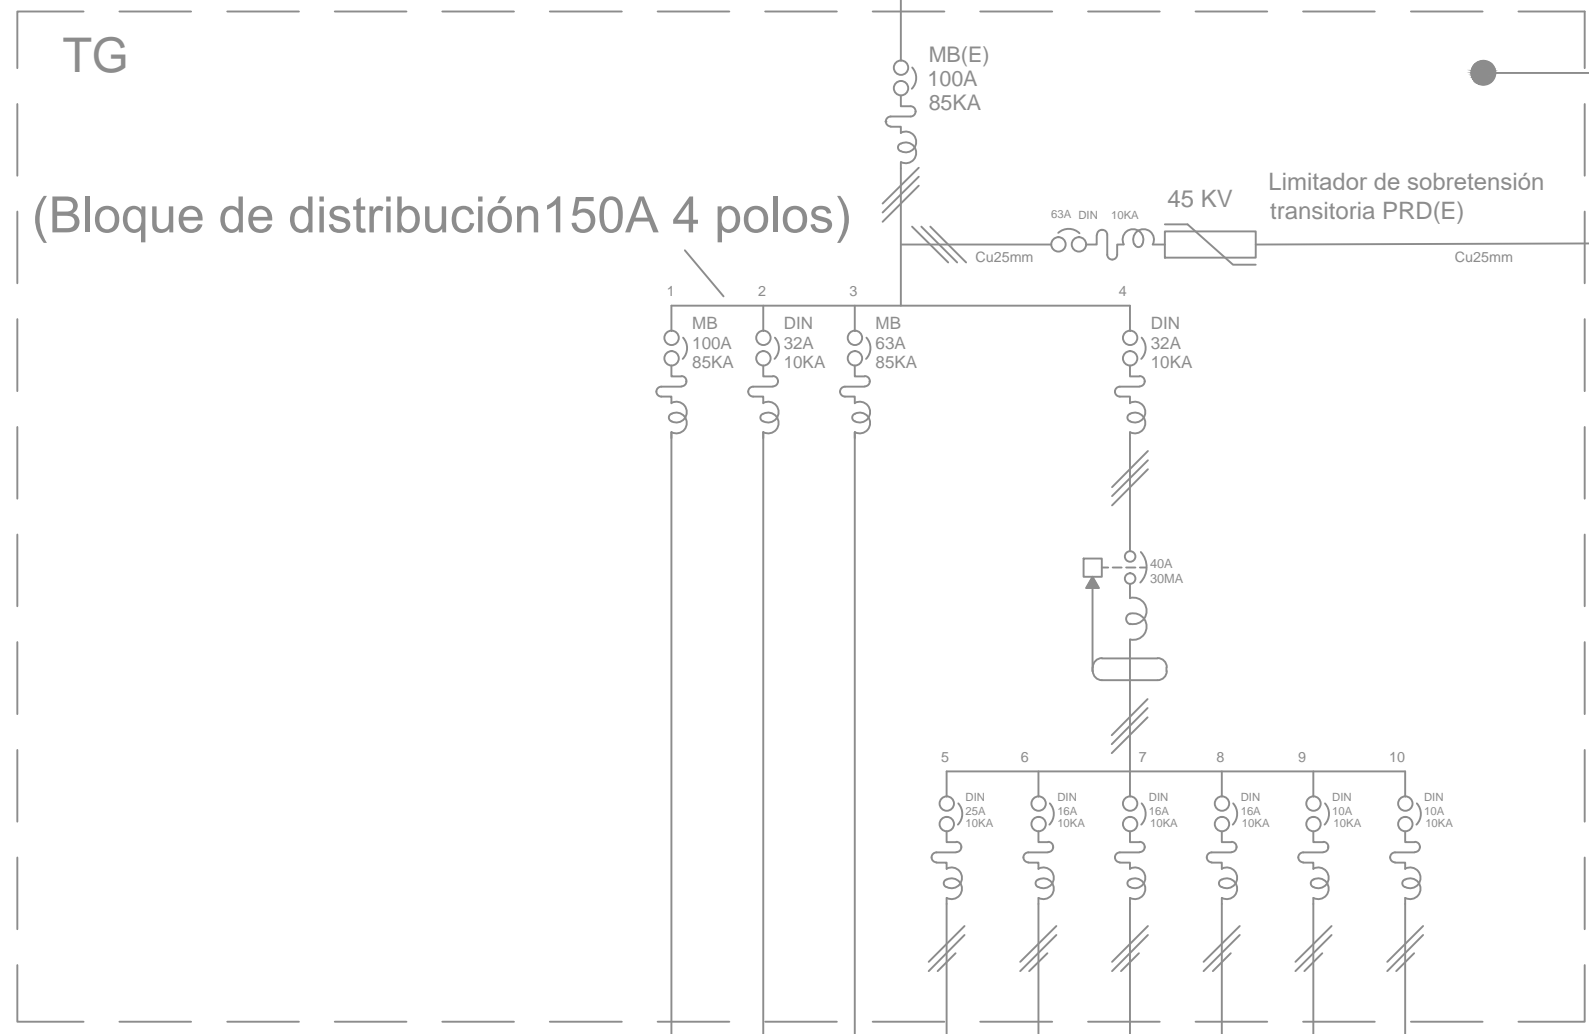 TG
MB(E)
100A
85KA
(Bloque de distribución150A 4 polos)
63A DIN 10KA
45 KV
Limitador de sobretensión
transitoria PRD(E)
Cu25mm
Cu25mm
1
2
3
4
MB
100A
85KA
DIN
32A
10KA
MB
63A
85KA
DIN
32A
10KA
40A
30MA
5
6
7
8
9
10
DIN
25A
10KA
DIN
16A
10KA
DIN
16A
10KA
DIN
16A
10KA
DIN
10A
10KA
DIN
10A
10KA